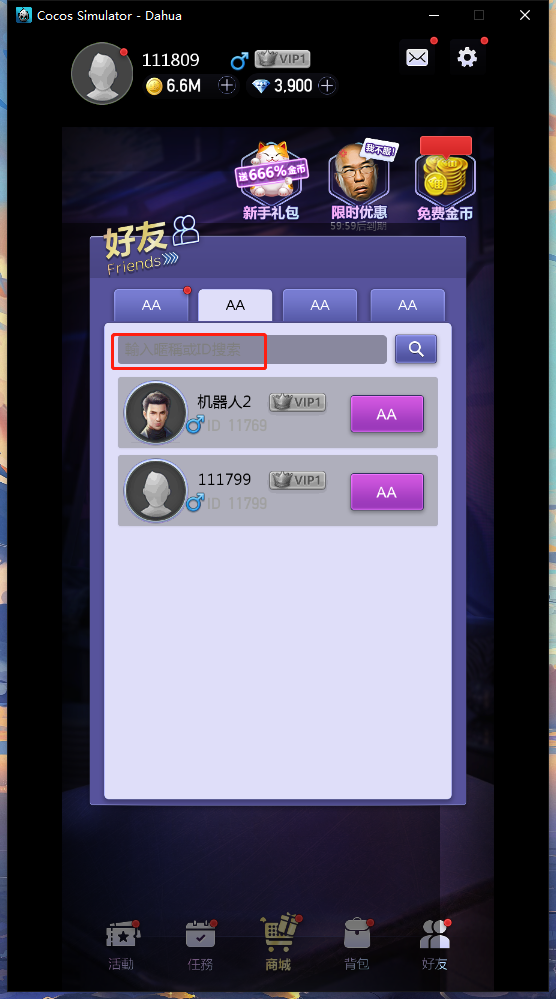 Cocos Simulator - Dahua
111809
VIP1
6.6M
3,900
送666%金币
新手礼包
我不服!
限时优惠
59:59后到期
免费金币
好友
Friends
AA
AA
AA
AA
輸入暱稱或ID搜索
机器人2
VIP1
ID 11769
AA
111799
VIP1
ID 11799
AA
活動
任務
商城
背包
好友